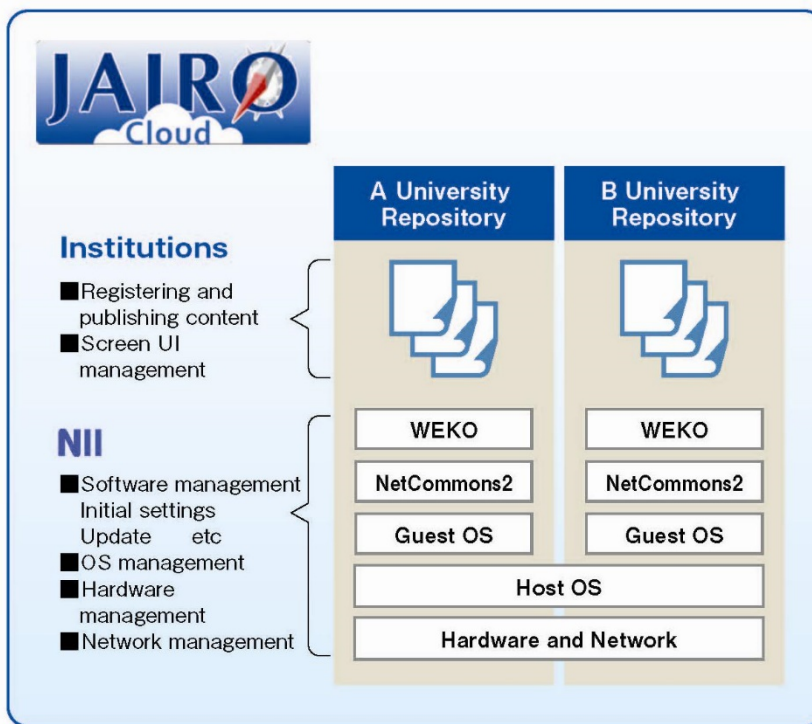 JAIRO
Cloud
A University
Repository
B University
Repository
Institutions
■Registering and
publishing content
■Screen UI
management
NII
■Software management
Initial settings
Update etc
■OS management
■Hardware
management
■Network management
WEKO
WEKO
NetCommons2
NetCommons2
Guest OS
Guest OS
Host OS
Hardware and Network